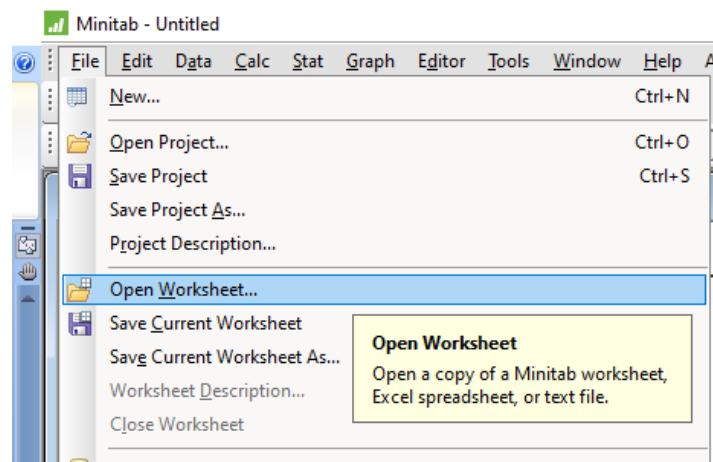 Minitab - Untitled
File Edit Data Calc Stat Graph Editor Tools Window Help A
New... Ctrl+N
Open Project... Ctrl+O
Save Project Ctrl+S
Save Project As...
Project Description...
Open Worksheet...
Save Current Worksheet
Save Current Worksheet As...
Worksheet Description...
Close Worksheet
Open Worksheet
Open a copy of a Minitab worksheet,
Excel spreadsheet, or text file.